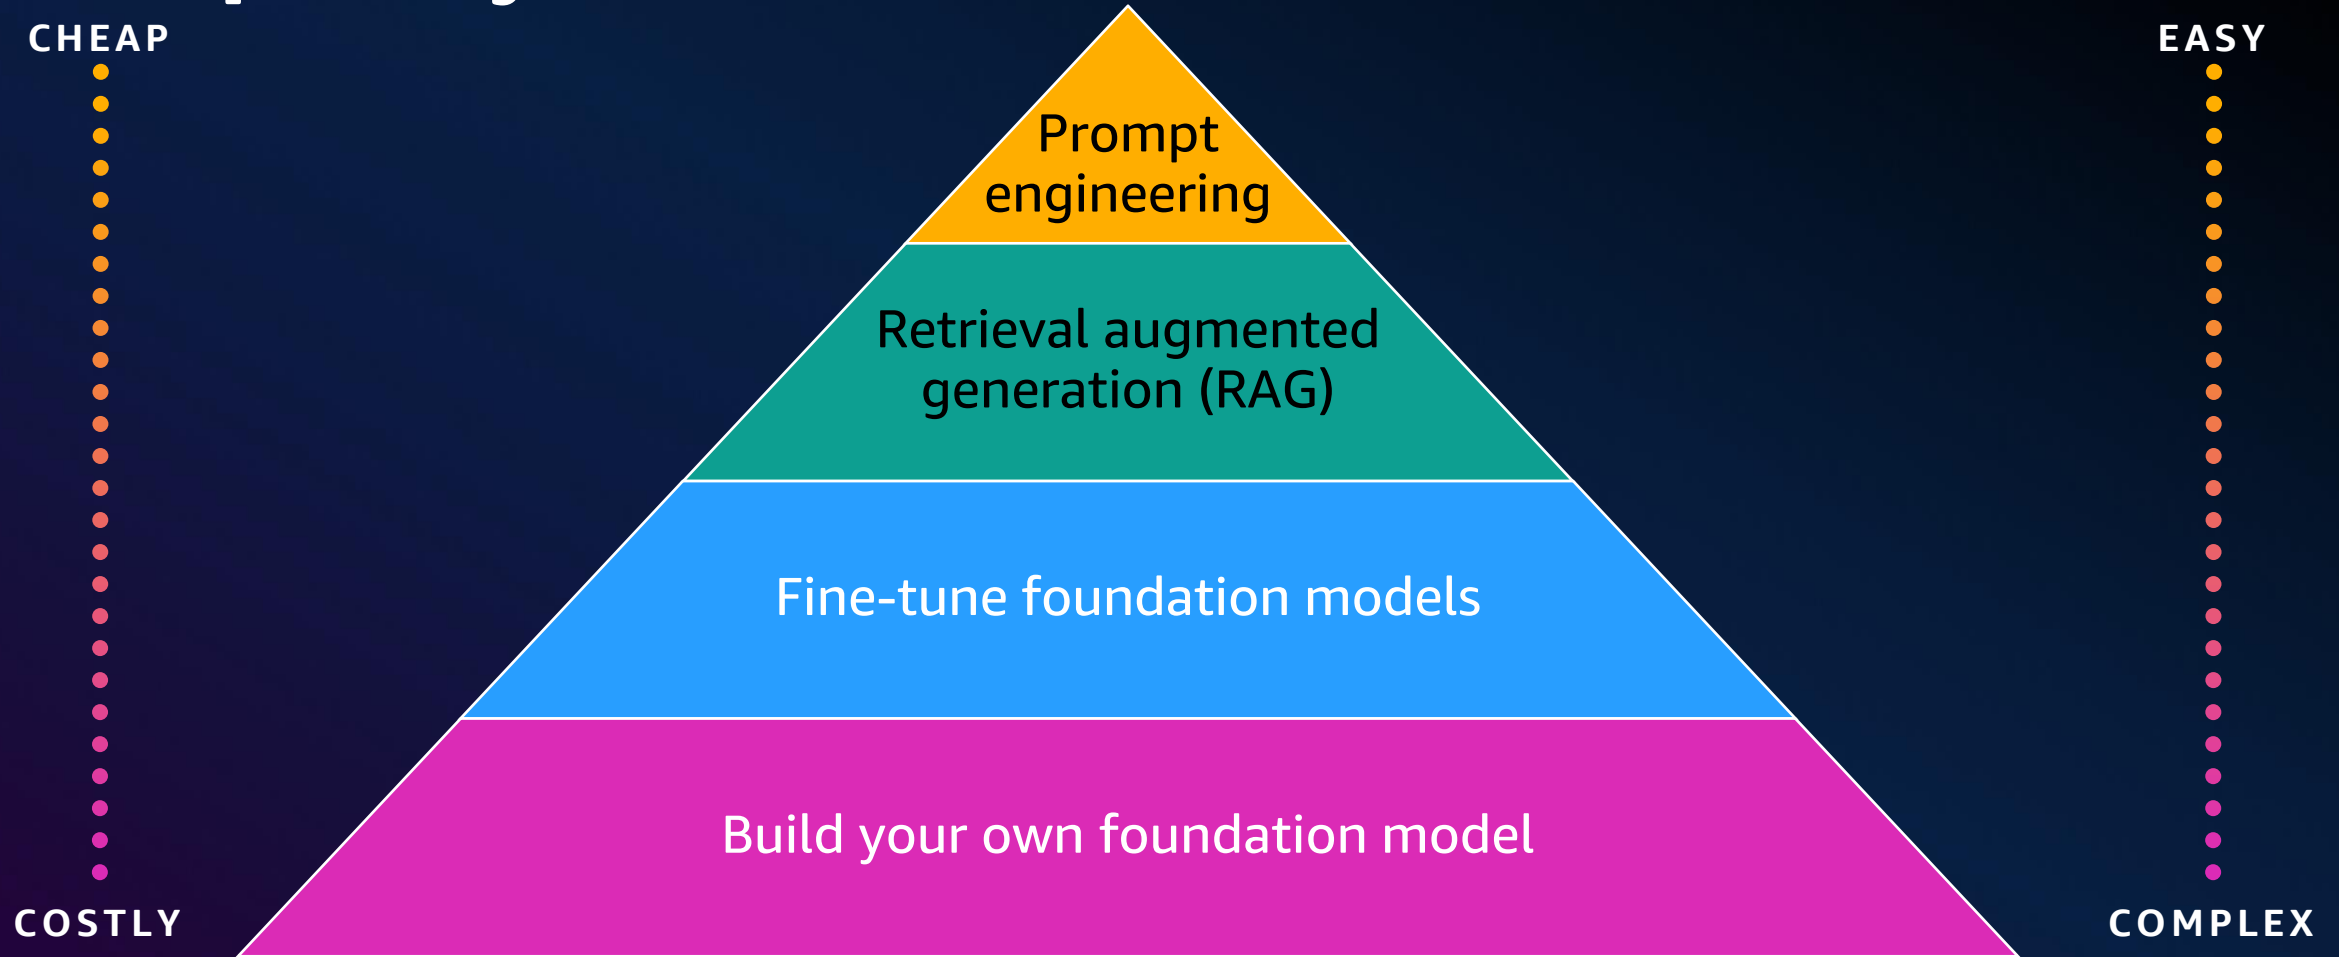 CHEAP
EASY
Prompt
engineering
Retrieval augmented
generation (RAG)
Fine-tune foundation models
Build your own foundation model
COSTLY
COMPLEX